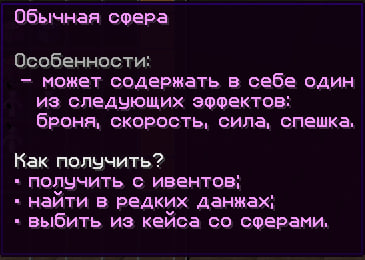 Обычная сфера
Особенности:
– может содержать в себе один
из следующих эффектов:
броня, скорость, сила, спешка.
Как получить?
• получить с ивентов;
• найти в редких данжах;
• выбить из кейса со сферами.